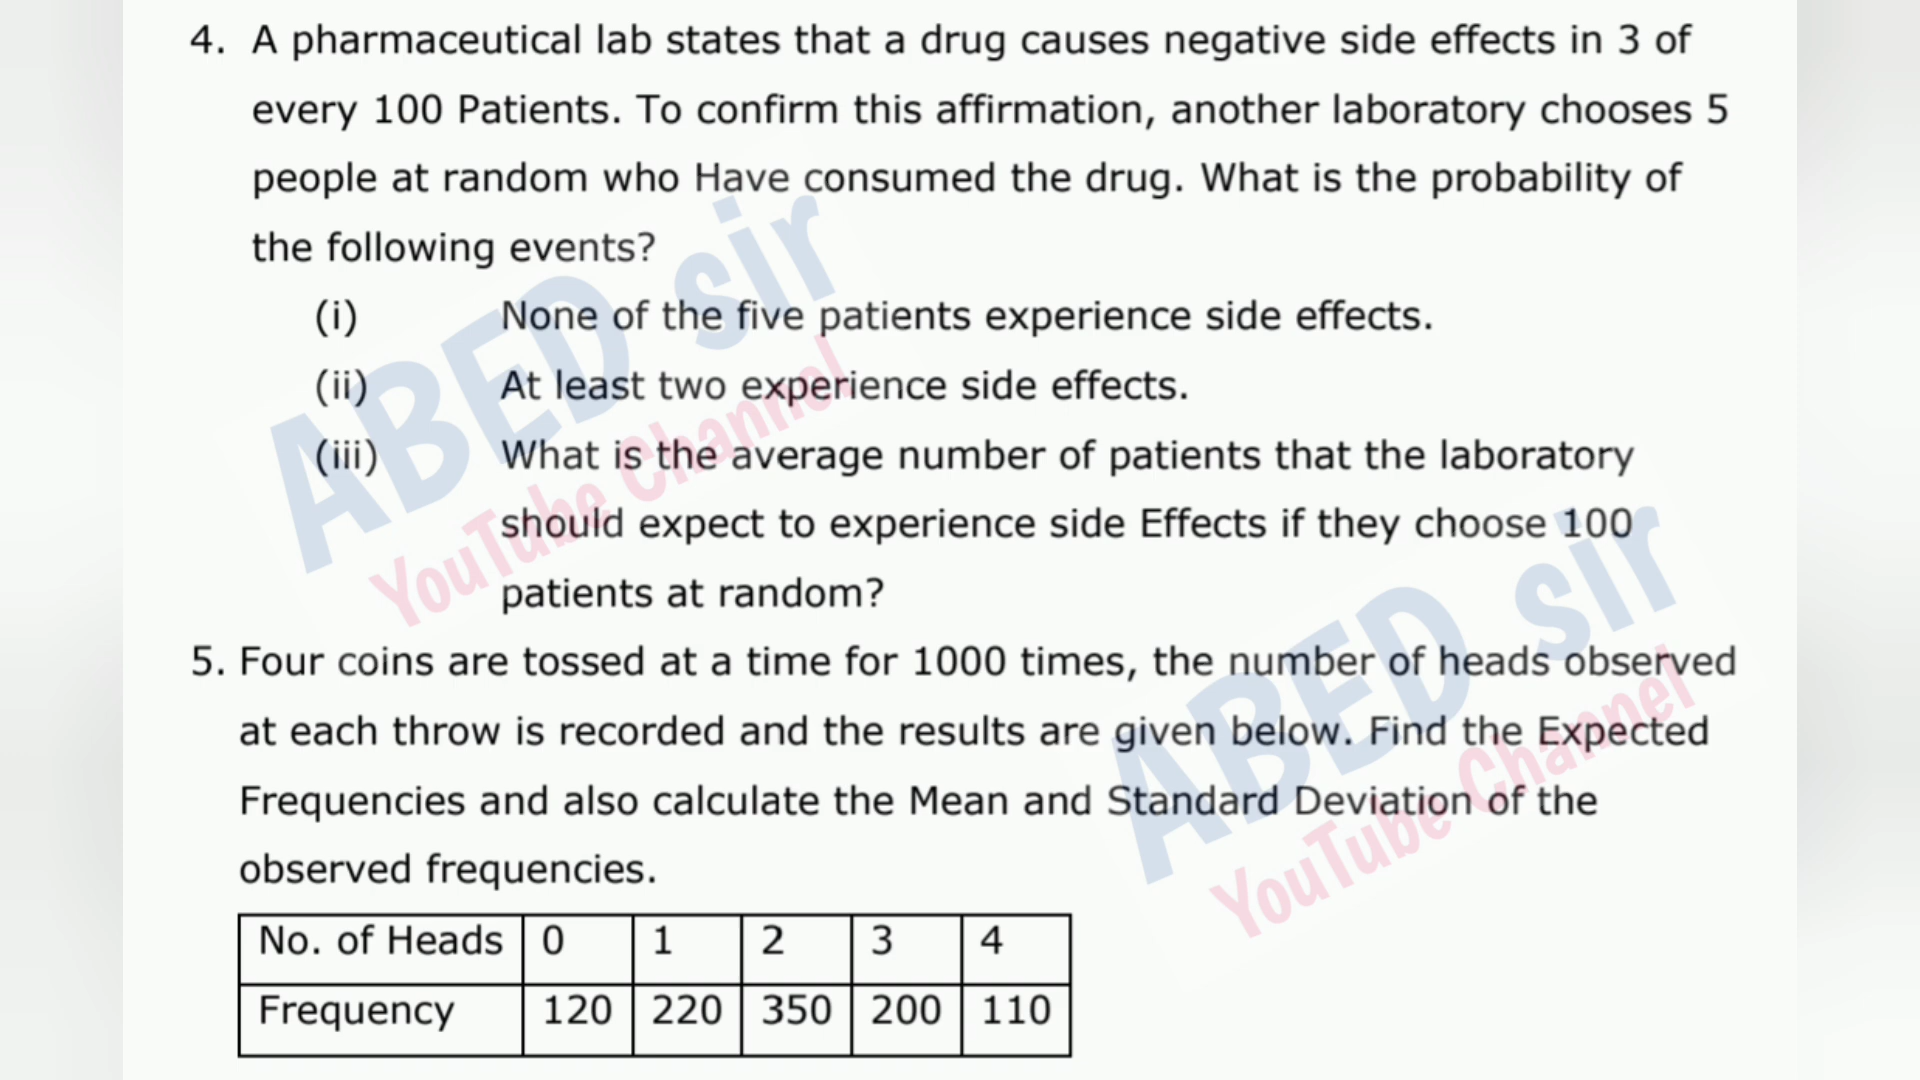 4. A pharmaceutical lab states that a drug causes negative side effects in 3 of
every 100 Patients. To confirm this affirmation, another laboratory chooses 5
people at random who Have consumed the drug. What is the probability of
the following events?
(i) None of the five patients experience side effects.
(ii) At least two experience side effects.
(iii) What is the average number of patients that the laboratory
should expect to experience side Effects if they choose 100
patients at random?
5. Four coins are tossed at a time for 1000 times, the number of heads observed
at each throw is recorded and the results are given below. Find the Expected
Frequencies and also calculate the Mean and Standard Deviation of the
observed frequencies.
No. of Heads 0 1 2 3 4
Frequency 120 220 350 200 110
ABED sir
YouTube Channel
ABED sir
YouTube Channel